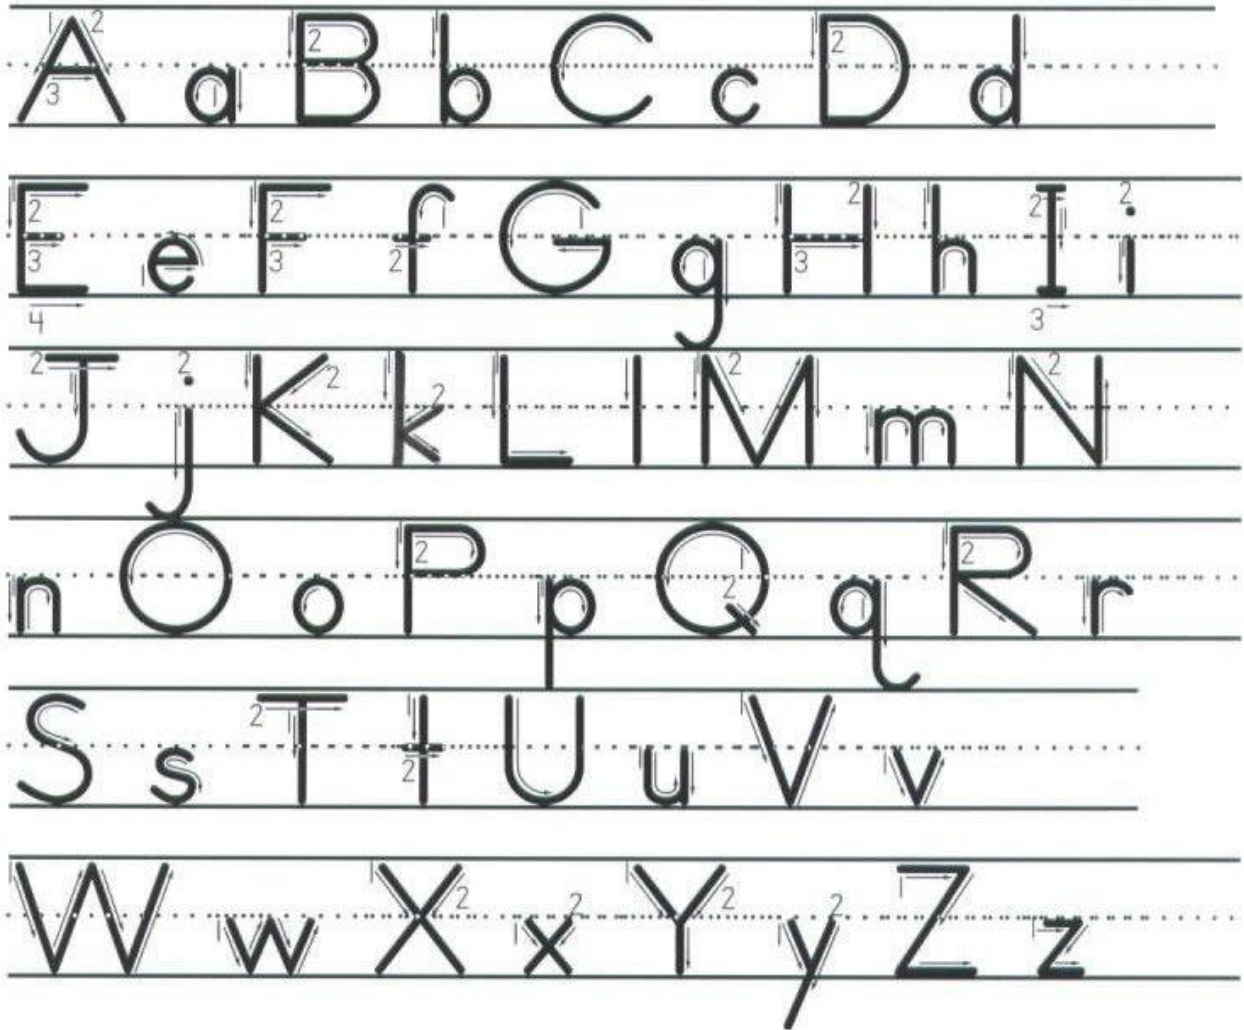 A a B b C c D d
E e F f G g H h I i
J j K k L l M m N
n O o P p Q q R r
S s T t U u V v
W w X x Y y Z z